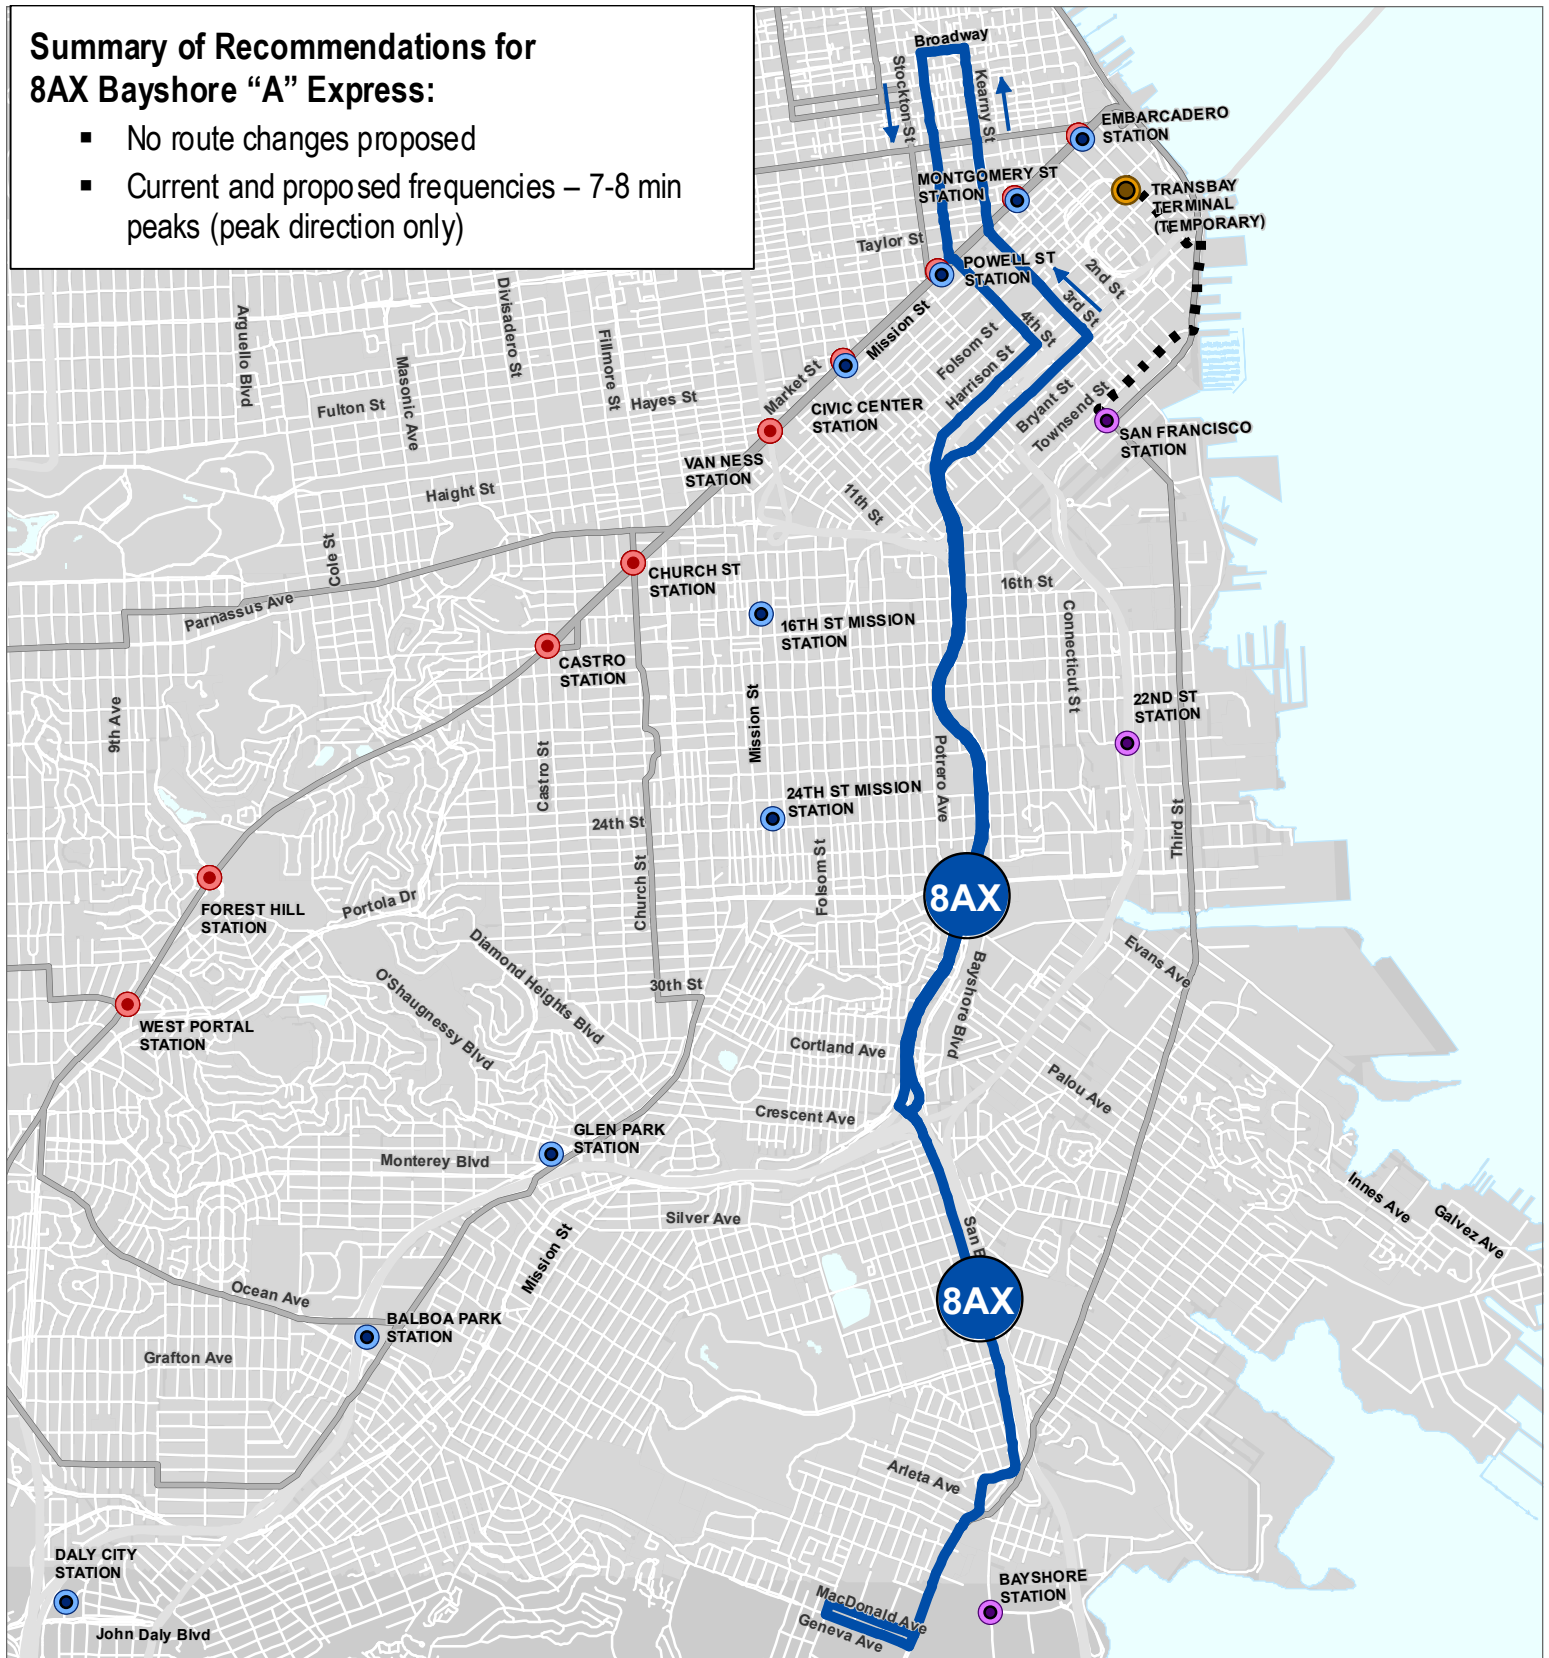 Summary of Recommendations for
8AX Bayshore “A” Express:
▪ No route changes proposed
▪ Current and proposed frequencies – 7-8 min
peaks (peak direction only)
Broadway
Stockton St
Kearny St
EMBARCADERO
STATION
MONTGOMERY ST
STATION
TRANSBAY
TERMINAL
(TEMPORARY)
Taylor St
POWELL ST
STATION
2nd St
3rd St
4th St
Mission St
Folsom St
Harrison St
Bryant St
Townsend St
Arguello Blvd
Divisadero St
Masonic Ave
Fillmore St
Fulton St
Hayes St
Market St
CIVIC CENTER
STATION
SAN FRANCISCO
STATION
VAN NESS
STATION
Haight St
11th St
Cole St
CHURCH ST
STATION
16th St
Parnassus Ave
16TH ST MISSION
STATION
Connecticut St
CASTRO
STATION
9th Ave
Mission St
22ND ST
STATION
Castro St
Potrero Ave
24TH ST MISSION
STATION
24th St
Third St
Church St
Folsom St
8AX
FOREST HILL
STATION
Portola Dr
Diamond Heights Blvd
O'Shaugnessy Blvd
Evans Ave
Bayshore Blvd
30th St
WEST PORTAL
STATION
Cortland Ave
Palou Ave
Crescent Ave
GLEN PARK
STATION
Monterey Blvd
Innes Ave
Galvez Ave
Silver Ave
San B
Mission St
Ocean Ave
8AX
BALBOA PARK
STATION
Grafton Ave
Arleta Ave
DALY CITY
STATION
BAYSHORE
STATION
MacDonald Ave
Geneva Ave
John Daly Blvd